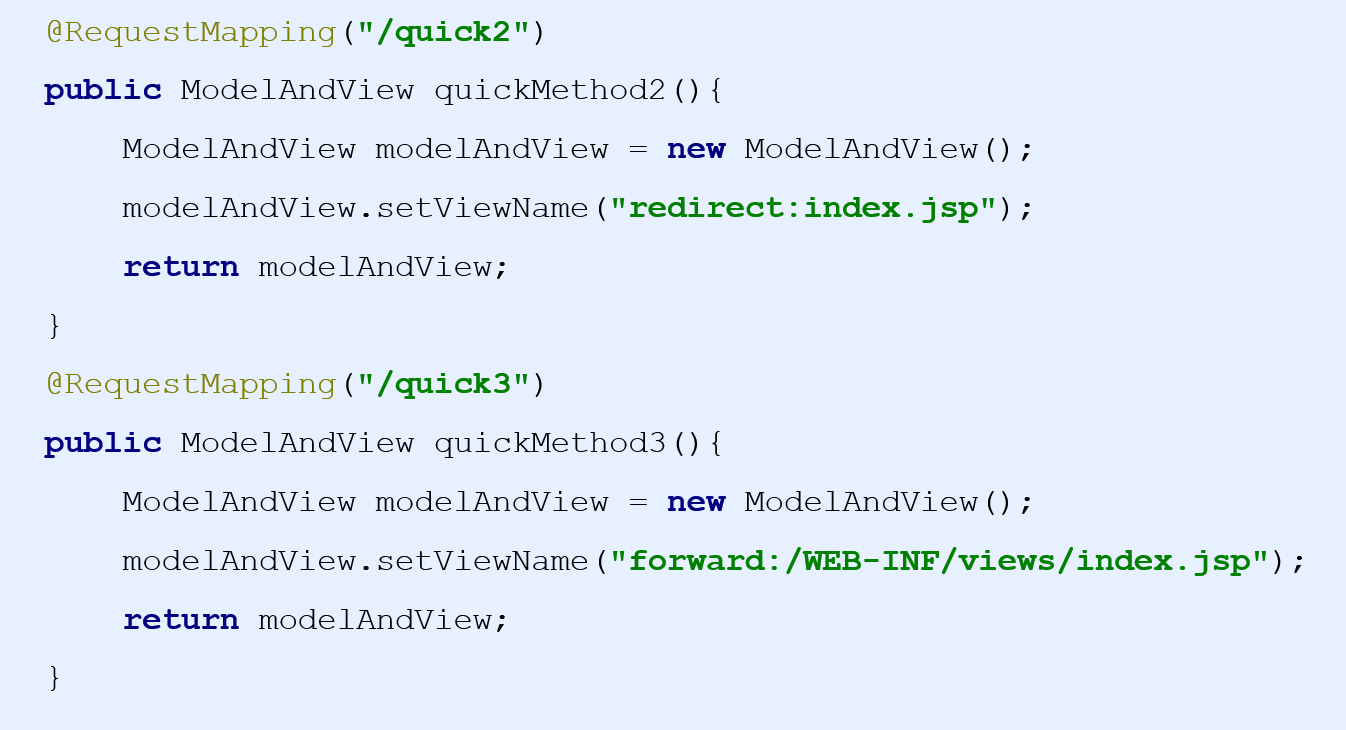 @RequestMapping("/quick2")
public ModelAndView quickMethod2(){
    ModelAndView modelAndView = new ModelAndView();
    modelAndView.setViewName("redirect:index.jsp");
    return modelAndView;
}
@RequestMapping("/quick3")
public ModelAndView quickMethod3(){
    ModelAndView modelAndView = new ModelAndView();
    modelAndView.setViewName("forward:/WEB-INF/views/index.jsp");
    return modelAndView;
}